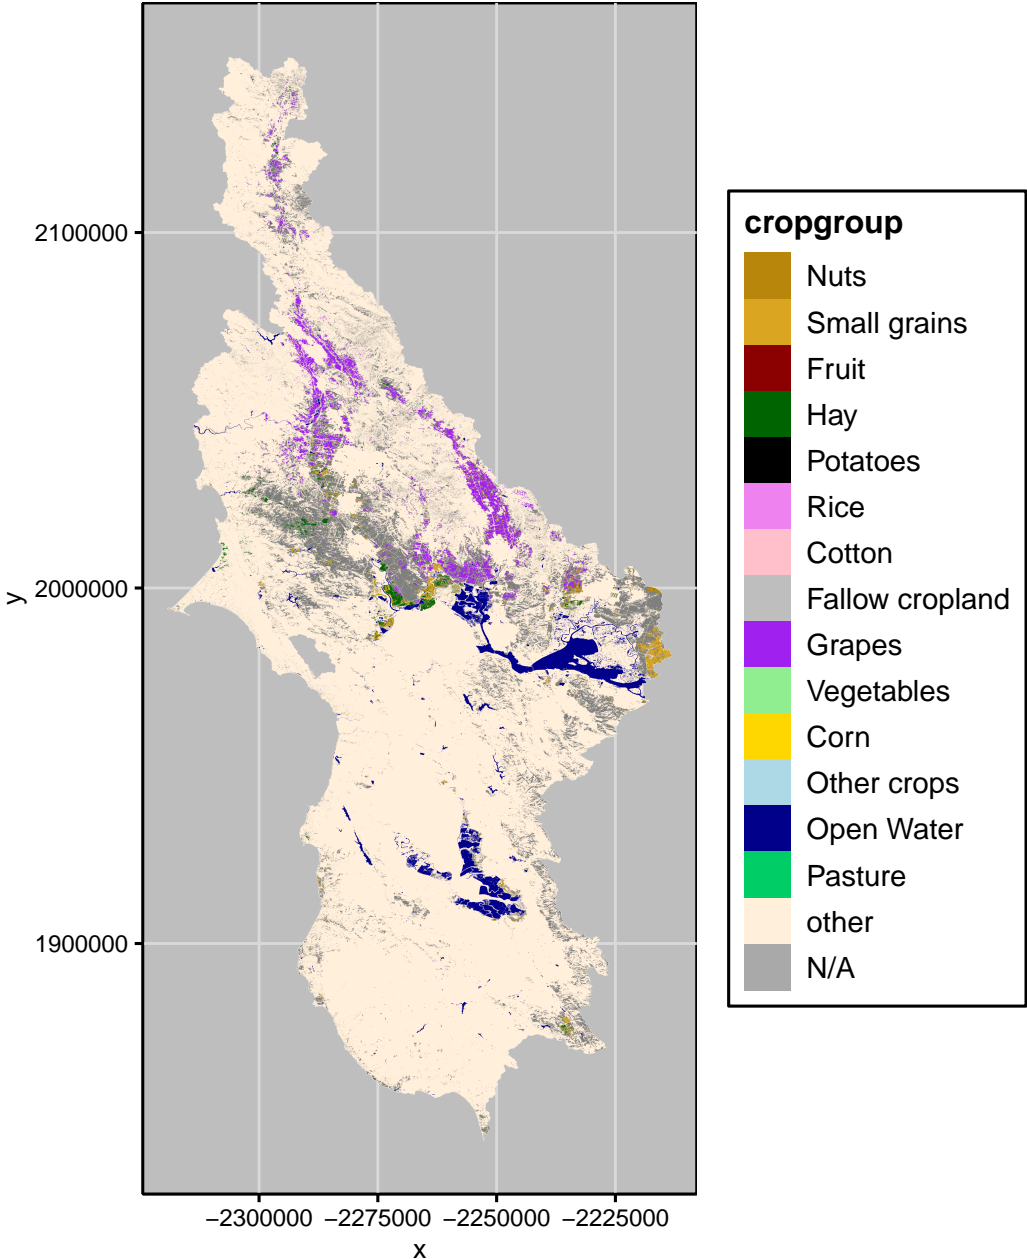 2100000
2000000
1900000
y
−2300000 −2275000 −2250000 −2225000
x
cropgroup
Nuts
Small grains
Fruit
Hay
Potatoes
Rice
Cotton
Fallow cropland
Grapes
Vegetables
Corn
Other crops
Open Water
Pasture
other
N/A